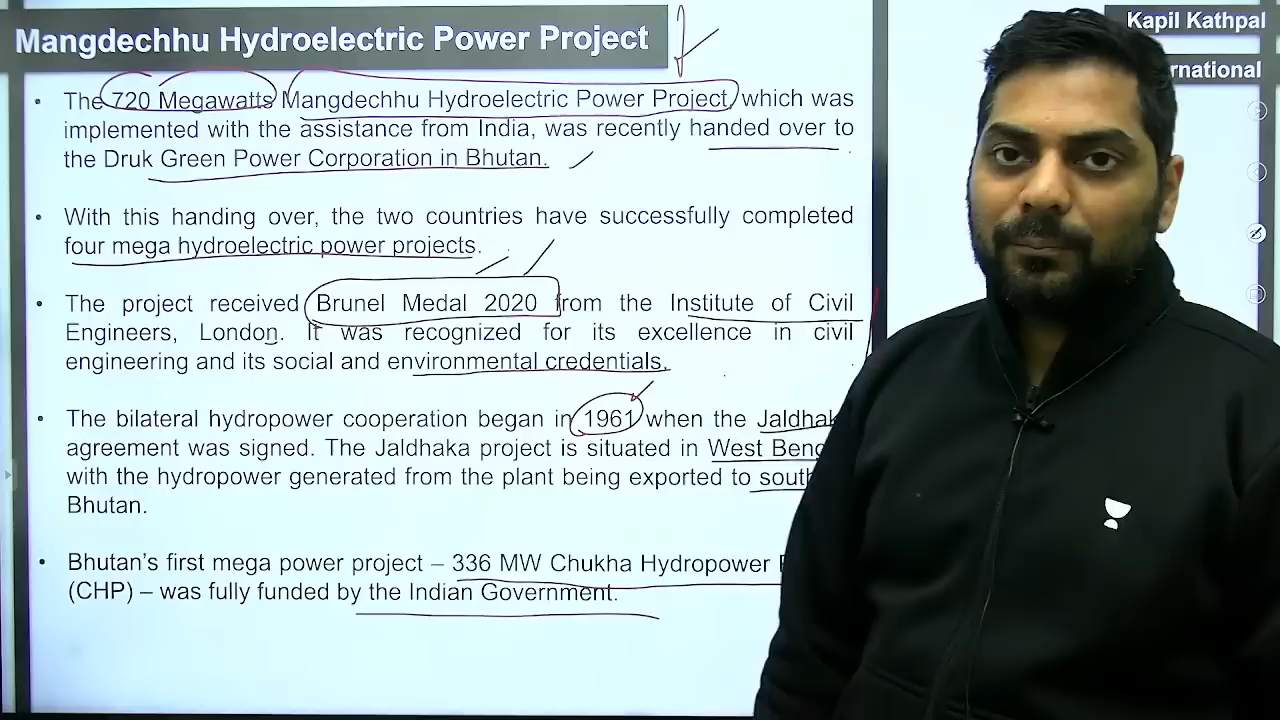 Mangdechhu Hydroelectric Power Project
Kapil Kathpal
rnational
• The 720 Megawatts Mangdechhu Hydroelectric Power Project, which was
implemented with the assistance from India, was recently handed over to
the Druk Green Power Corporation in Bhutan.
• With this handing over, the two countries have successfully completed
four mega hydroelectric power projects.
• The project received Brunel Medal 2020 from the Institute of Civil
Engineers, London. It was recognized for its excellence in civil
engineering and its social and environmental credentials.
• The bilateral hydropower cooperation began in 1961 when the Jaldhak
agreement was signed. The Jaldhaka project is situated in West Beng
with the hydropower generated from the plant being exported to sout
Bhutan.
• Bhutan’s first mega power project – 336 MW Chukha Hydropower
(CHP) – was fully funded by the Indian Government.